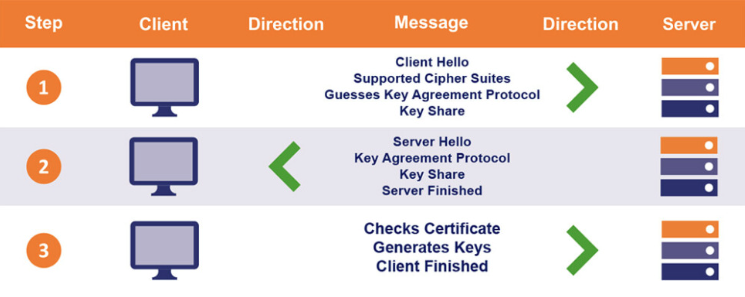 Step Client Direction Message Direction Server
1
Client Hello
Supported Cipher Suites
Guesses Key Agreement Protocol
Key Share
2
Server Hello
Key Agreement Protocol
Key Share
Server Finished
3
Checks Certificate
Generates Keys
Client Finished